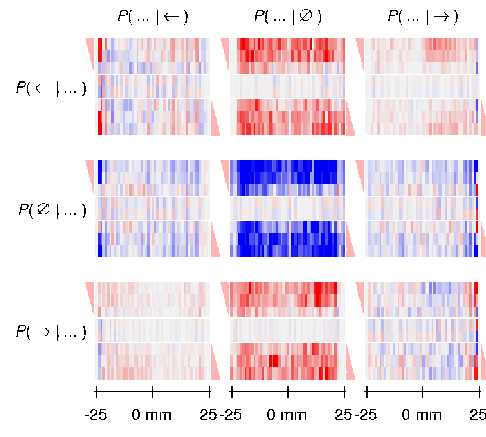 P( ... | ← ) P( ... | ∅ ) P( ... | → )
P( ← | ... )
P( ∅ | ... )
P( → | ... )
-25 0 mm 25 -25 0 mm 25 -25 0 mm 25